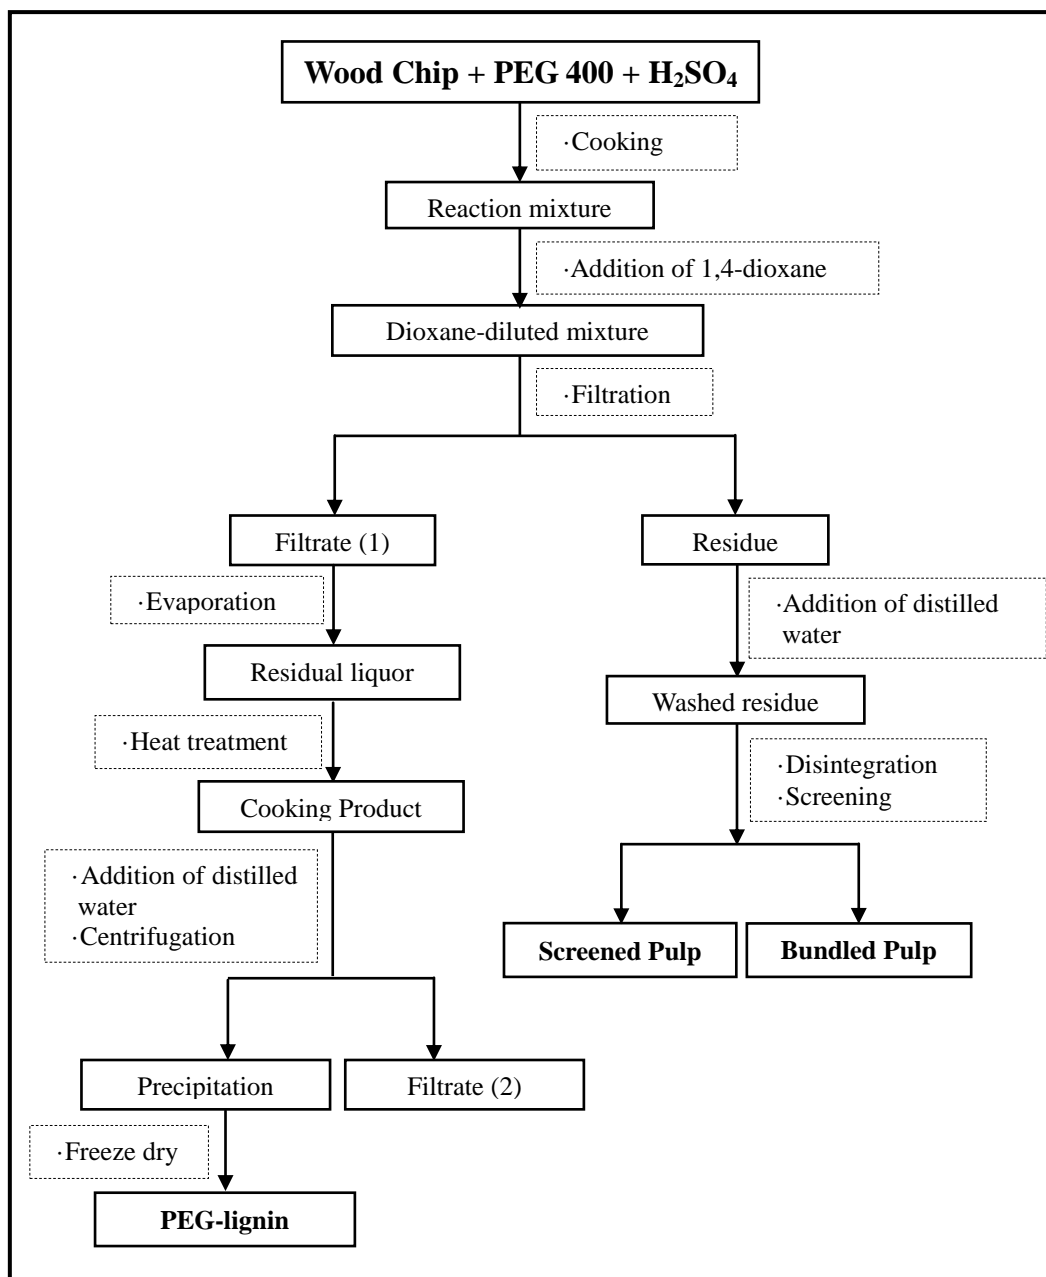 Wood Chip + PEG 400 + H₂SO₄
·Cooking
Reaction mixture
·Addition of 1,4-dioxane
Dioxane-diluted mixture
·Filtration
Filtrate (1)
Residue
·Evaporation
·Addition of distilled
water
Residual liquor
Washed residue
·Heat treatment
·Disintegration
·Screening
Cooking Product
·Addition of distilled
water
·Centrifugation
Screened Pulp
Bundled Pulp
Precipitation
Filtrate (2)
·Freeze dry
PEG-lignin